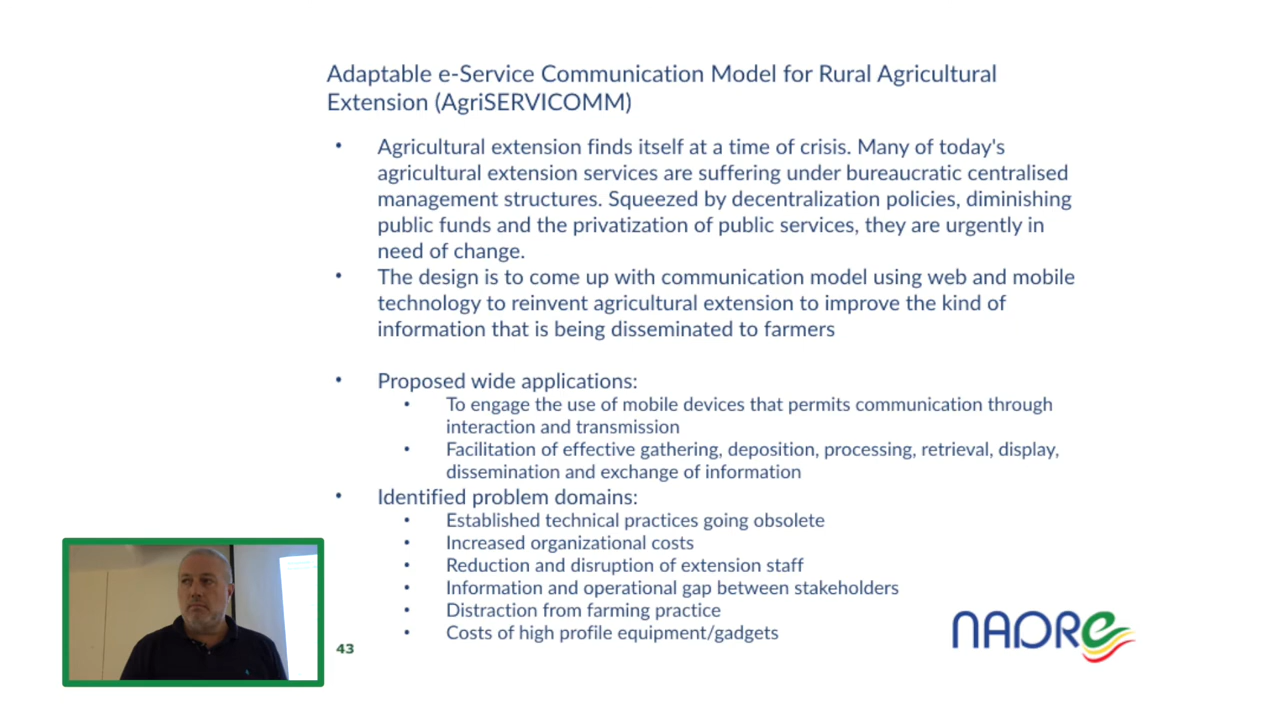 Adaptable e-Service Communication Model for Rural Agricultural
Extension (AgriSERVICOMM)
• Agricultural extension finds itself at a time of crisis. Many of today's
agricultural extension services are suffering under bureaucratic centralised
management structures. Squeezed by decentralization policies, diminishing
public funds and the privatization of public services, they are urgently in
need of change.
• The design is to come up with communication model using web and mobile
technology to reinvent agricultural extension to improve the kind of
information that is being disseminated to farmers
• Proposed wide applications:
• To engage the use of mobile devices that permits communication through
interaction and transmission
• Facilitation of effective gathering, deposition, processing, retrieval, display,
dissemination and exchange of information
• Identified problem domains:
• Established technical practices going obsolete
• Increased organizational costs
• Reduction and disruption of extension staff
• Information and operational gap between stakeholders
• Distraction from farming practice
• Costs of high profile equipment/gadgets
43
NADRe